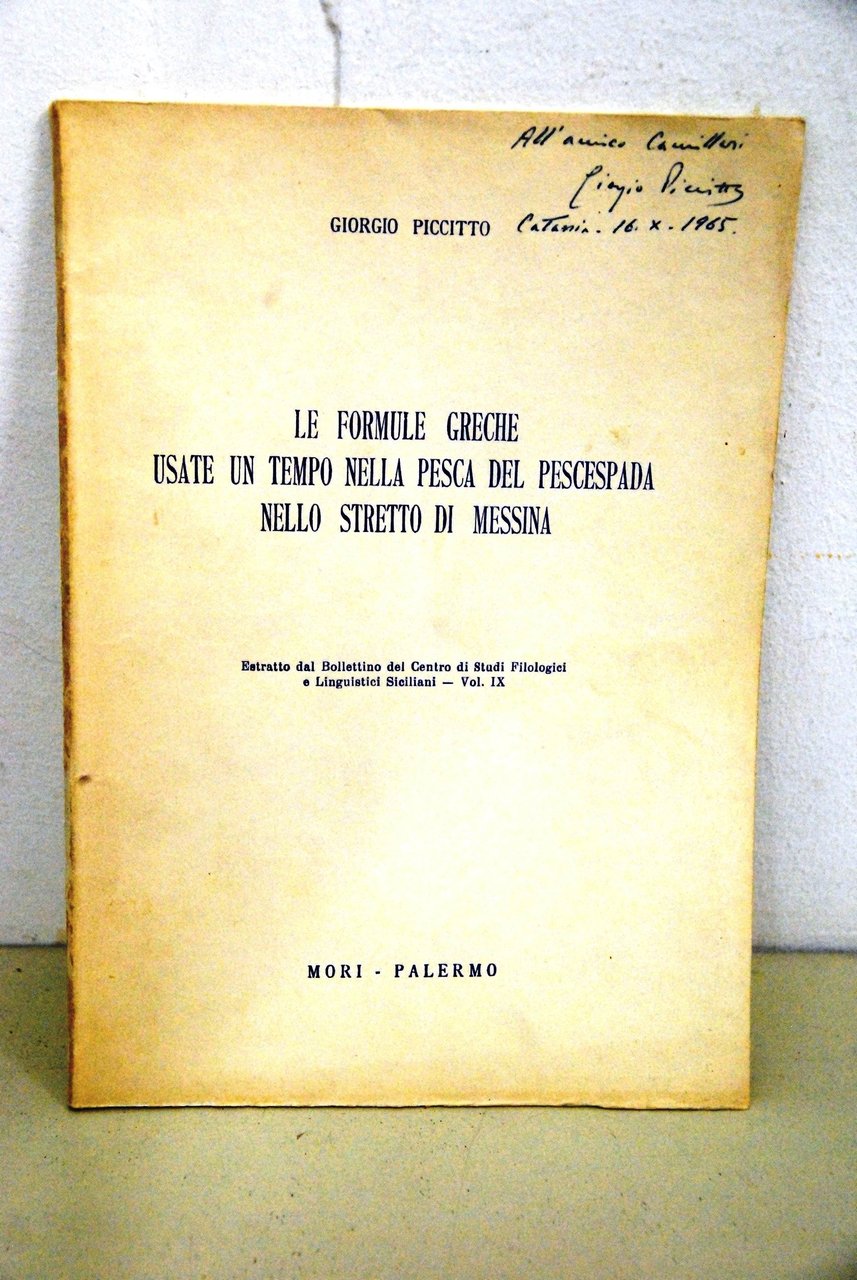 All'amico Camilleri
Giorgio Piccitto
Catania - 16. X - 1965.
GIORGIO PICCITTO
LE FORMULE GRECHE
USATE UN TEMPO NELLA PESCA DEL PESCESPADA
NELLO STRETTO DI MESSINA
Estratto dal Bollettino del Centro di Studi Filologici
e Linguistici Siciliani — Vol. IX
MORI - PALERMO